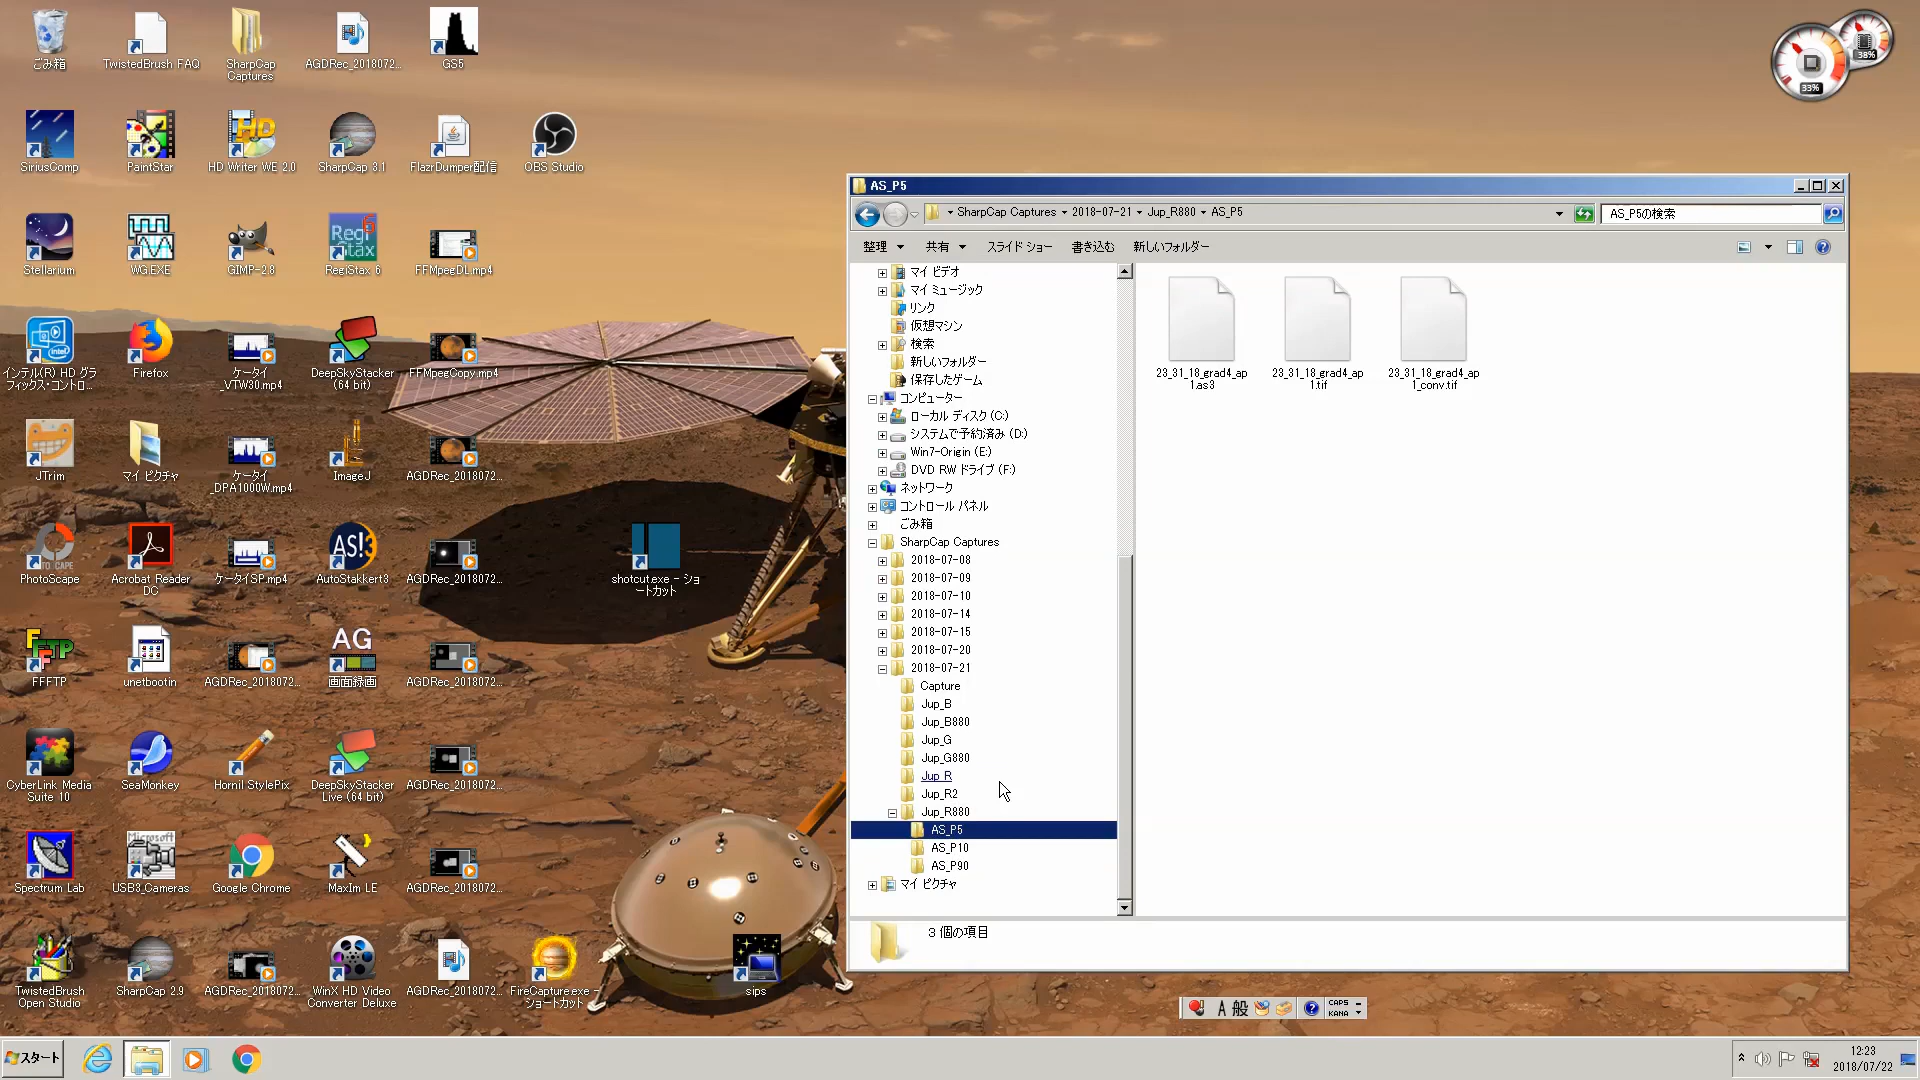 ごみ箱
TwistedBrush FAQ
SharpCap
Captures
AGDRec_2018072...
GS5
38%
33%
SiriusComp
PaintStar
HD Writer WE 2.0
SharpCap 3.1
FlazrDumper配信
OBS Studio
Stellarium
WG.EXE
GIMP-2.8
RegiStax 6
FFMpegDL.mp4
インテル(R) HD グラ
フィックス・コントロ...
Firefox
ケータイ
_VTW30.mp4
DeepSkyStacker
(64 bit)
FFMpegCopy.mp4
JTrim
マイ ピクチャ
ケータイ
_DPA1000W.mp4
ImageJ
AGDRec_2018072...
PhotoScape
Acrobat Reader
DC
ケータイSP.mp4
AutoStakkert3
AGDRec_2018072...
shotcut.exe - ショ
ートカット
FFFTP
unetbootin
AGDRec_2018072...
画面録画
AGDRec_2018072...
CyberLink Media
Suite 10
SeaMonkey
Hornil StylePix
DeepSkyStacker
Live (64 bit)
AGDRec_2018072...
Spectrum Lab
USB3_Cameras
Google Chrome
MaxIm LE
AGDRec_2018072...
TwistedBrush
Open Studio
SharpCap 2.9
AGDRec_2018072...
WinX HD Video
Converter Deluxe
AGDRec_2018072...
FireCapture.exe -
ショートカット
sips
AS_P5
SharpCap Captures 2018-07-21 Jup_R880 AS_P5
AS_P5の検索
整理 共有 スライド ショー 書き込む 新しいフォルダー
マイ ビデオ
マイ ミュージック
リンク
仮想マシン
検索
新しいフォルダー
保存したゲーム
コンピューター
ローカル ディスク (C:)
システムで予約済み (D:)
Win7-Origin (E:)
DVD RW ドライブ (F:)
ネットワーク
コントロール パネル
ごみ箱
SharpCap Captures
2018-07-08
2018-07-09
2018-07-10
2018-07-14
2018-07-15
2018-07-20
2018-07-21
Capture
Jup_B
Jup_B880
Jup_G
Jup_G880
Jup_R
Jup_R2
Jup_R880
AS_P5
AS_P10
AS_P90
マイ ピクチャ
23_31_18_grad4_ap
1.as3
23_31_18_grad4_ap
1.tif
23_31_18_grad4_ap
1_conv.tif
3 個の項目
A 般 CAPS
KANA
スタート
12:23
2018/07/22